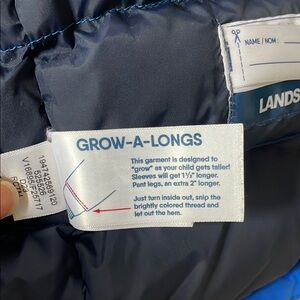 NAME / NOM :
LANDS
GROW-A-LONGS
This garment is designed to
"grow" as your child gets taller!
Sleeves will get 1½" longer.
Pant legs, an extra 2" longer.
Just turn inside out, snip the
brightly colored thread and
let out the hem.